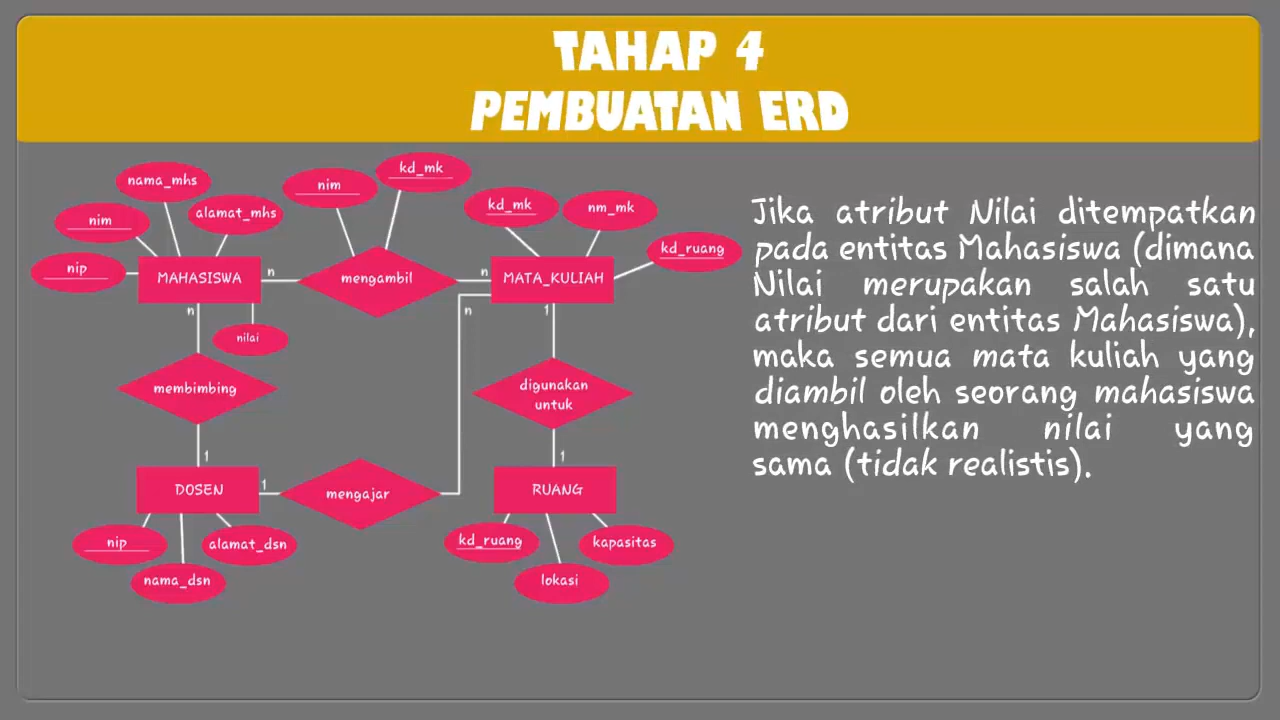 TAHAP 4
PEMBUATAN ERD
nama_mhs
nim
alamat_mhs
nip
MAHASISWA
n
nim
kd_mk
mengambil
n
kd_mk
nm_mk
kd_ruang
MATA_KULIAH
n
nilai
n
1
membimbing
digunakan
untuk
1
1
DOSEN
1
mengajar
RUANG
nip
nama_dsn
alamat_dsn
kd_ruang
lokasi
kapasitas
Jika atribut Nilai ditempatkan
pada entitas Mahasiswa (dimana
Nilai merupakan salah satu
atribut dari entitas Mahasiswa),
maka semua mata kuliah yang
diambil oleh seorang mahasiswa
menghasilkan nilai yang
sama (tidak realistis).